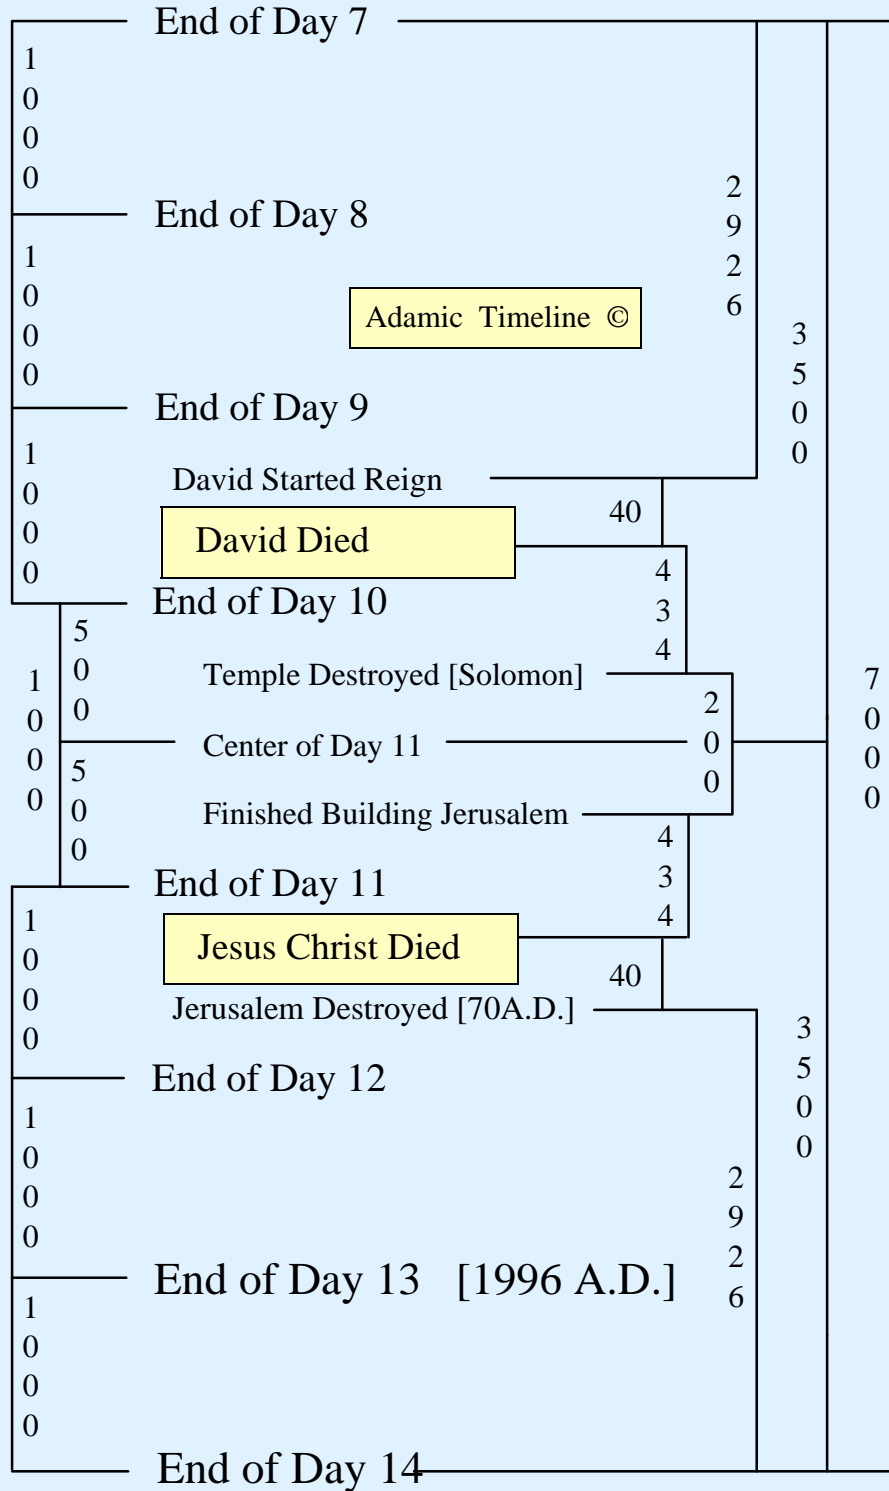 End of Day 7
1000
End of Day 8
2926
1000
Adamic Timeline ©
3500
End of Day 9
1000
David Started Reign
40
David Died
434
End of Day 10
500
Temple Destroyed [Solomon]
1000
200
7000
Center of Day 11
500
Finished Building Jerusalem
434
End of Day 11
1000
Jesus Christ Died
40
Jerusalem Destroyed [70A.D.]
3500
End of Day 12
1000
2926
End of Day 13 [1996 A.D.]
1000
End of Day 14